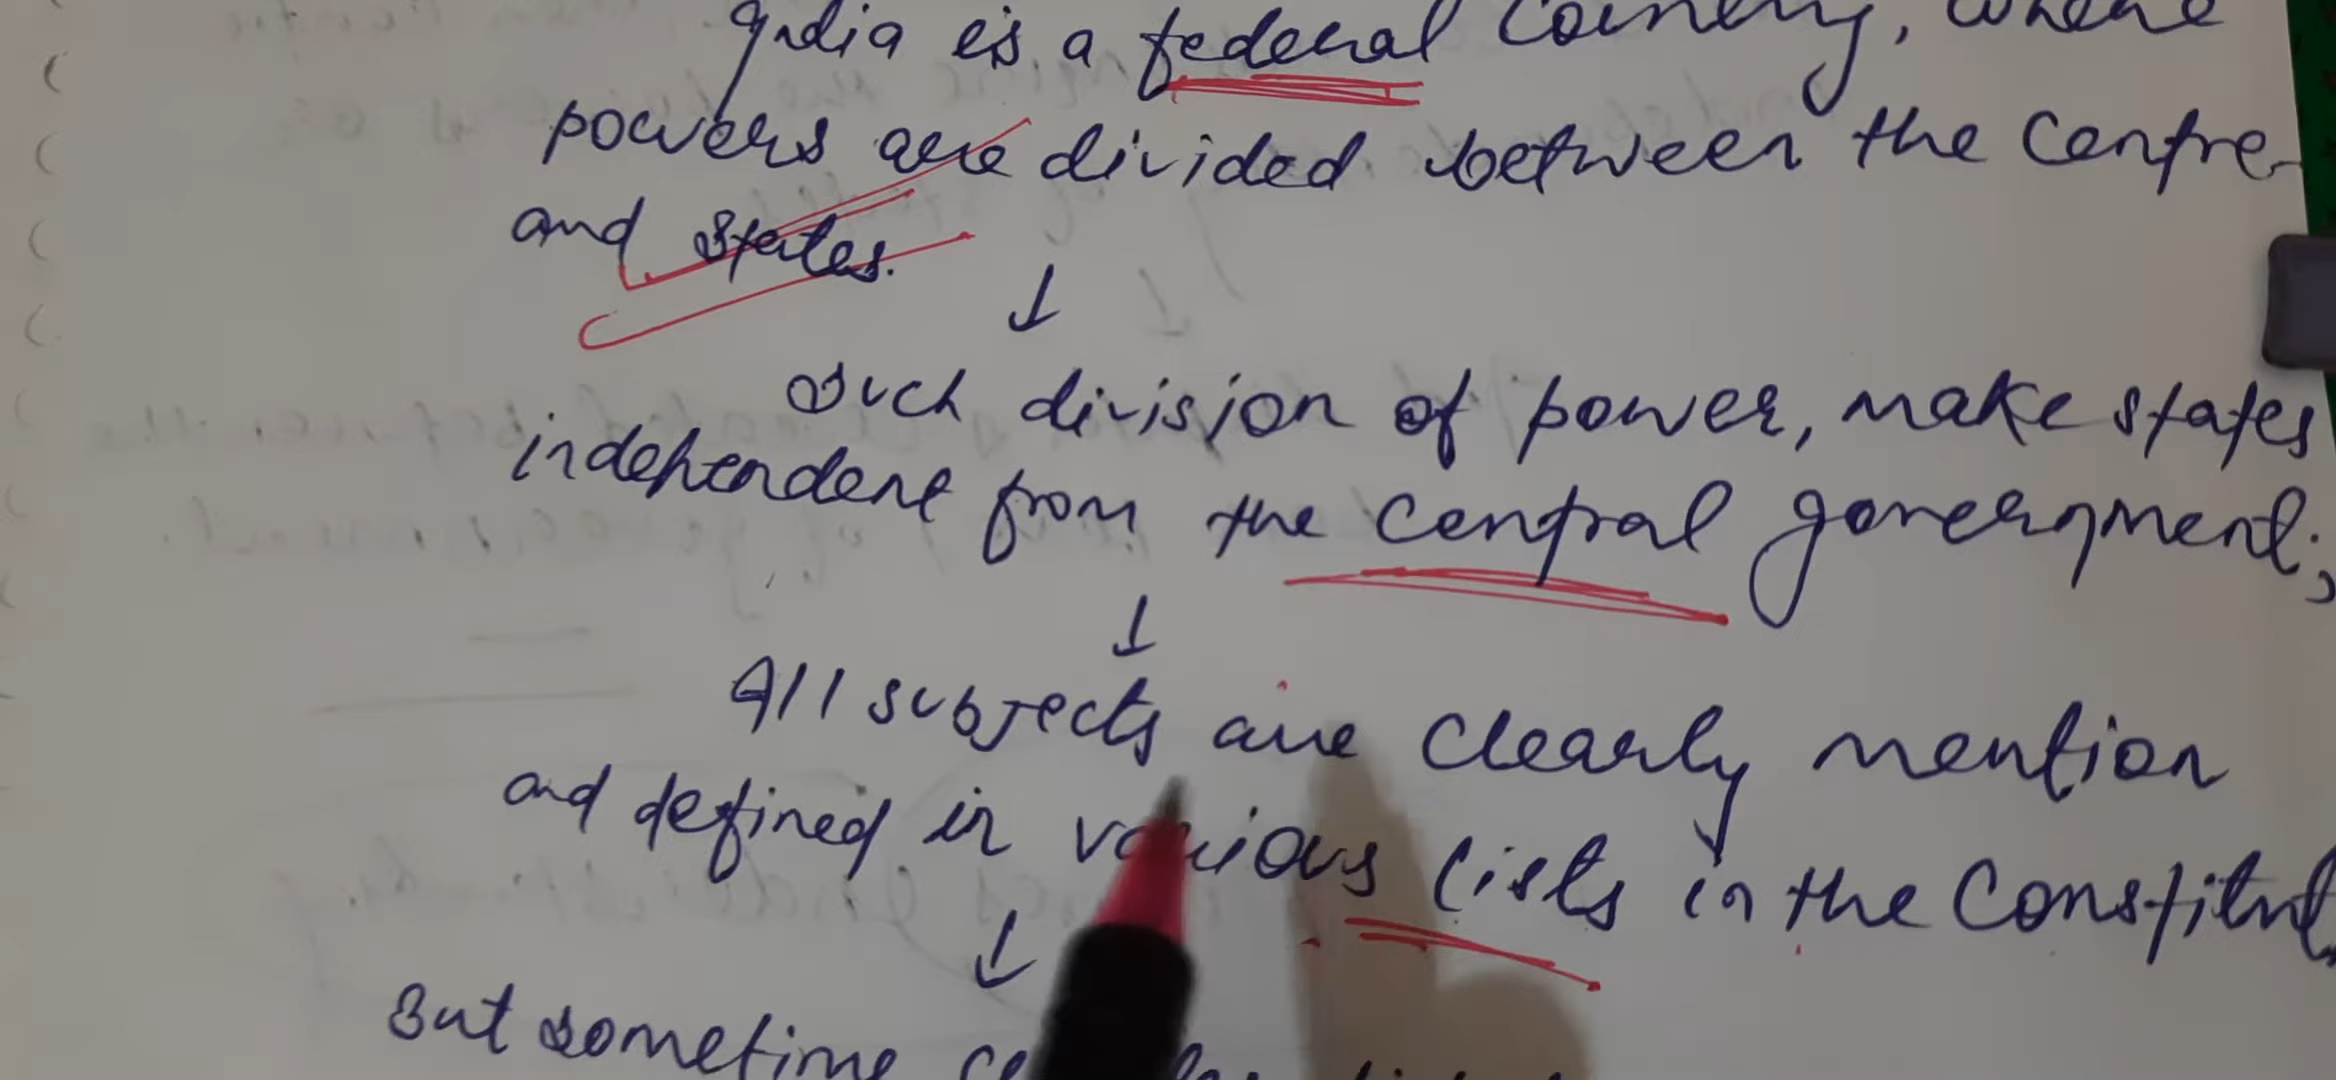 India is a federal Country, where
powers are divided between the Centre
and states.
↓
Such division of power, make states
independent from the Central government;
↓
All subjects are clearly mention
and defined in various lists in the Constitut
↓
But sometime